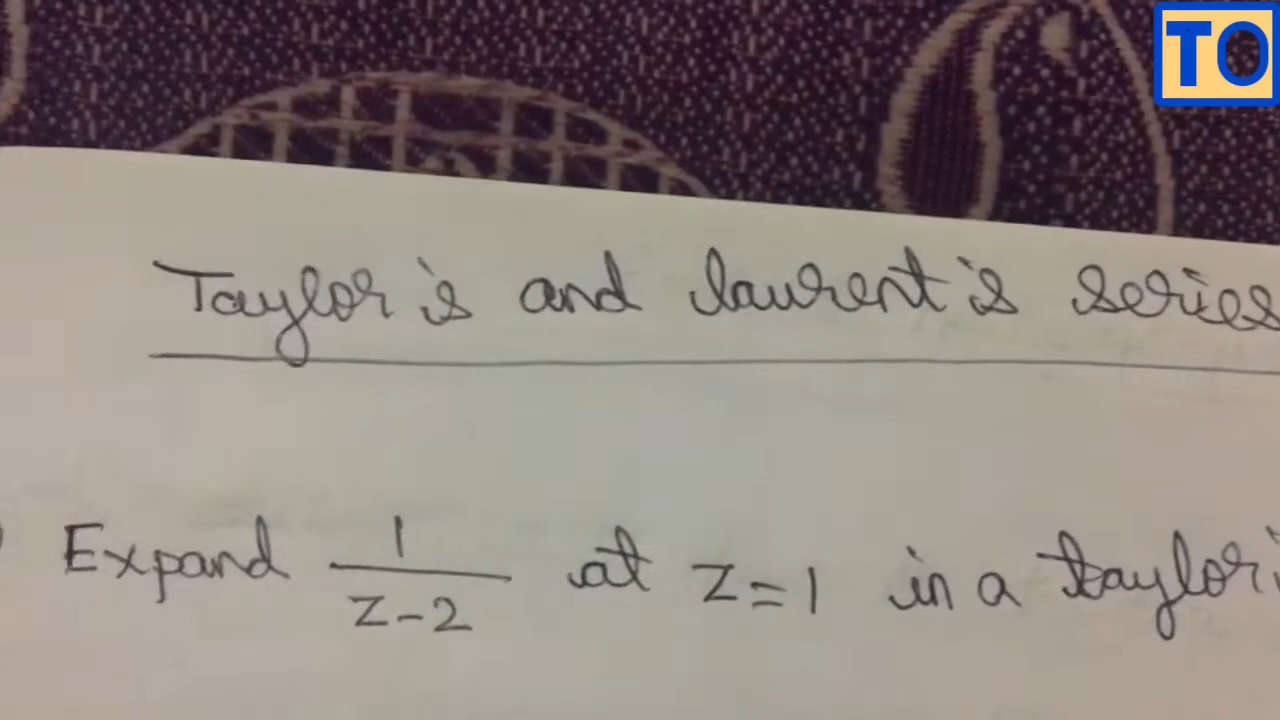 TO
Taylor's and laurent's series
Expand 1/(z-2) at z=1 in a taylor'